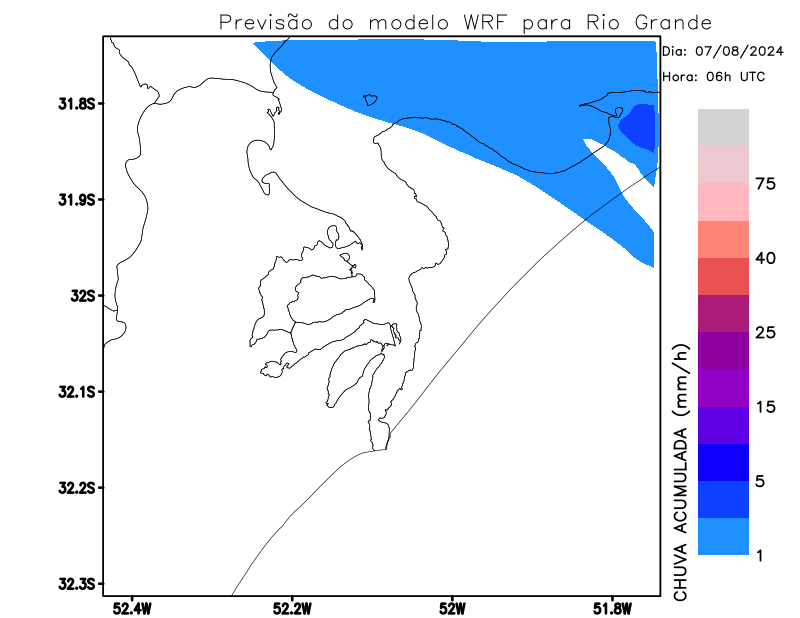 Previsão do modelo WRF para Rio Grande
Dia: 07/08/2024
Hora: 06h UTC
31.8S
31.9S
32S
32.1S
32.2S
32.3S
52.4W
52.2W
52W
51.8W
CHUVA ACUMULADA (mm/h)
75
40
25
15
5
1